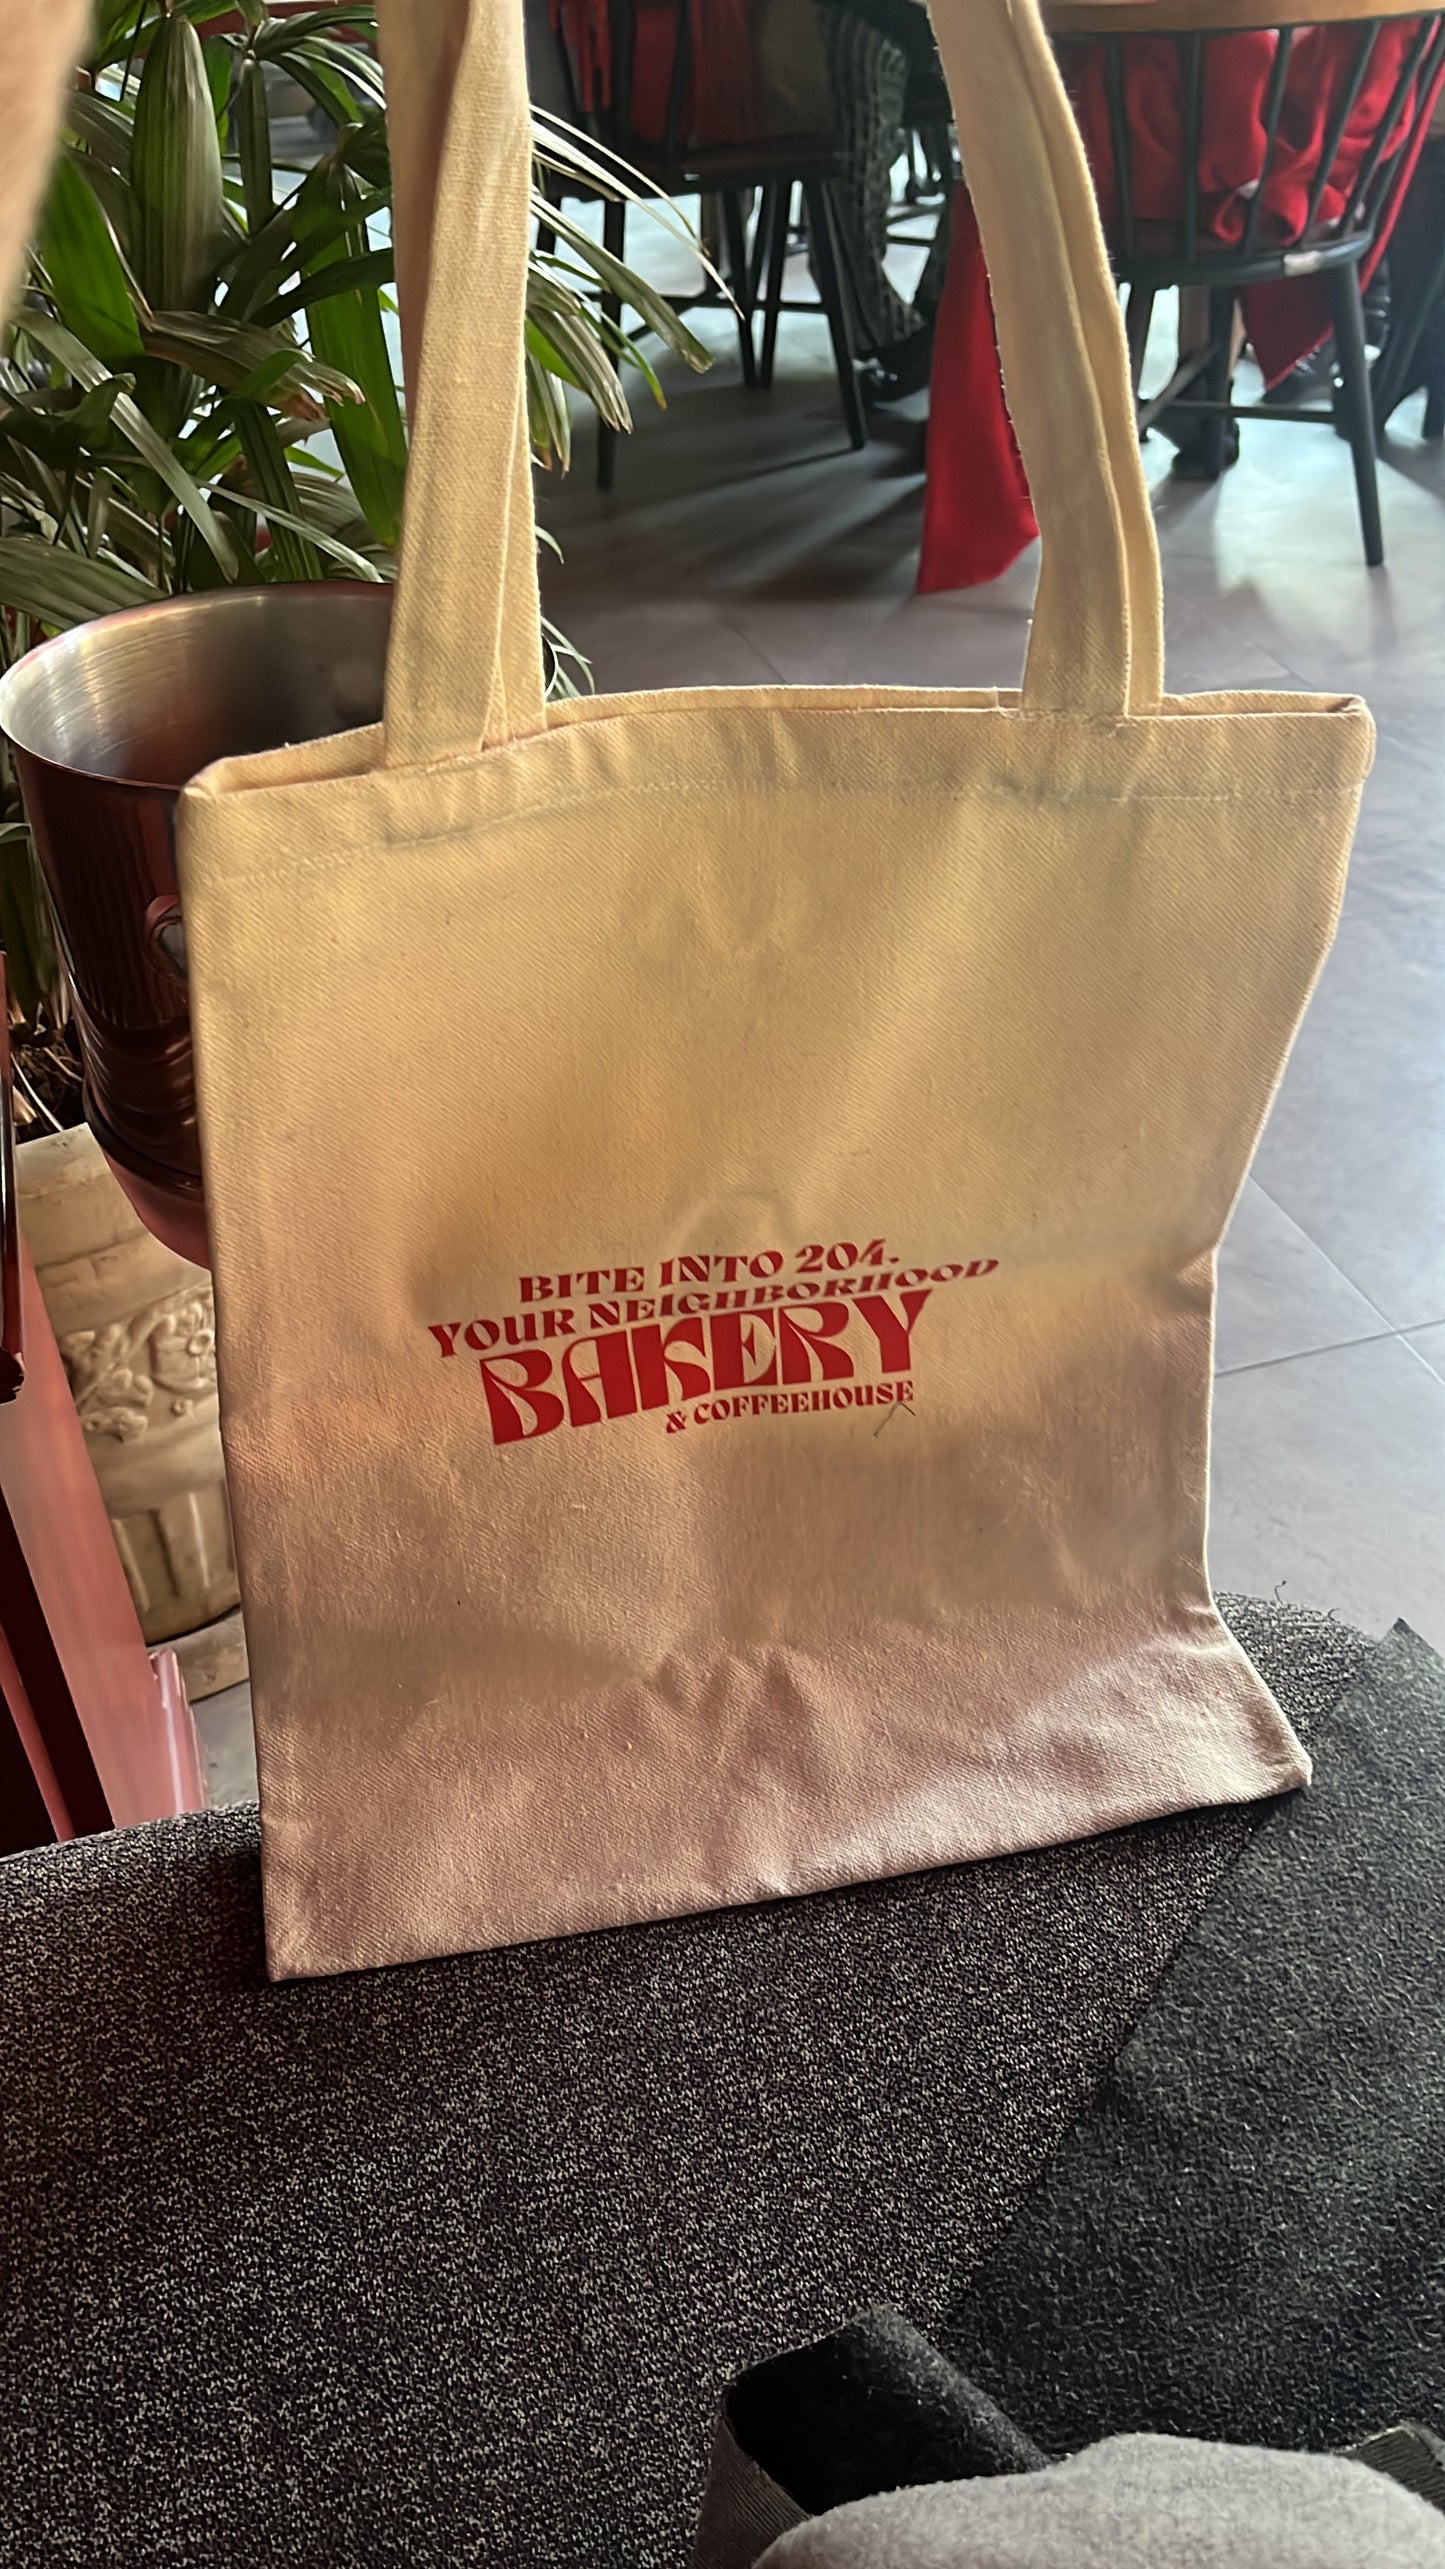 BITE INTO 204.
YOUR NEIGHBORHOOD
BAKERY
& COFFEEHOUSE